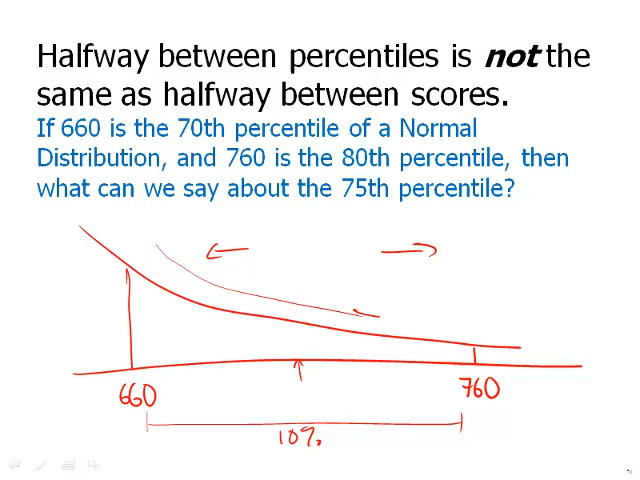 Halfway between percentiles is not the
same as halfway between scores.
If 660 is the 70th percentile of a Normal
Distribution, and 760 is the 80th percentile, then
what can we say about the 75th percentile?
660
760
10%